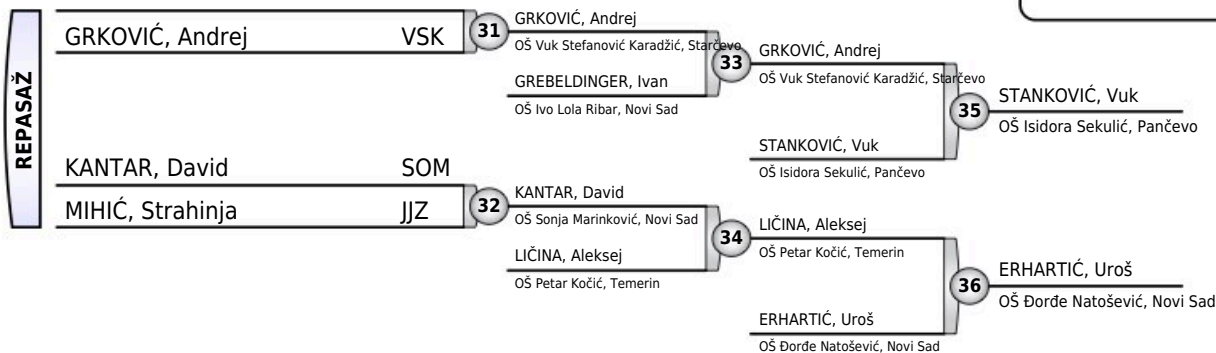 REPASAŽ
GRKOVIĆ, Andrej VSK
KANTAR, David SOM
MIHIĆ, Strahinja JJZ
31
32
GRKOVIĆ, Andrej
OŠ Vuk Stefanović Karadžić, Starčevo
GREBELDINGER, Ivan
OŠ Ivo Lola Ribar, Novi Sad
KANTAR, David
OŠ Sonja Marinković, Novi Sad
LIČINA, Aleksej
OŠ Petar Kočić, Temerin
33
34
GRKOVIĆ, Andrej
OŠ Vuk Stefanović Karadžić, Starčevo
STANKOVIĆ, Vuk
OŠ Isidora Sekulić, Pančevo
LIČINA, Aleksej
OŠ Petar Kočić, Temerin
ERHARTIĆ, Uroš
OŠ Đorđe Natošević, Novi Sad
35
36
STANKOVIĆ, Vuk
OŠ Isidora Sekulić, Pančevo
ERHARTIĆ, Uroš
OŠ Đorđe Natošević, Novi Sad